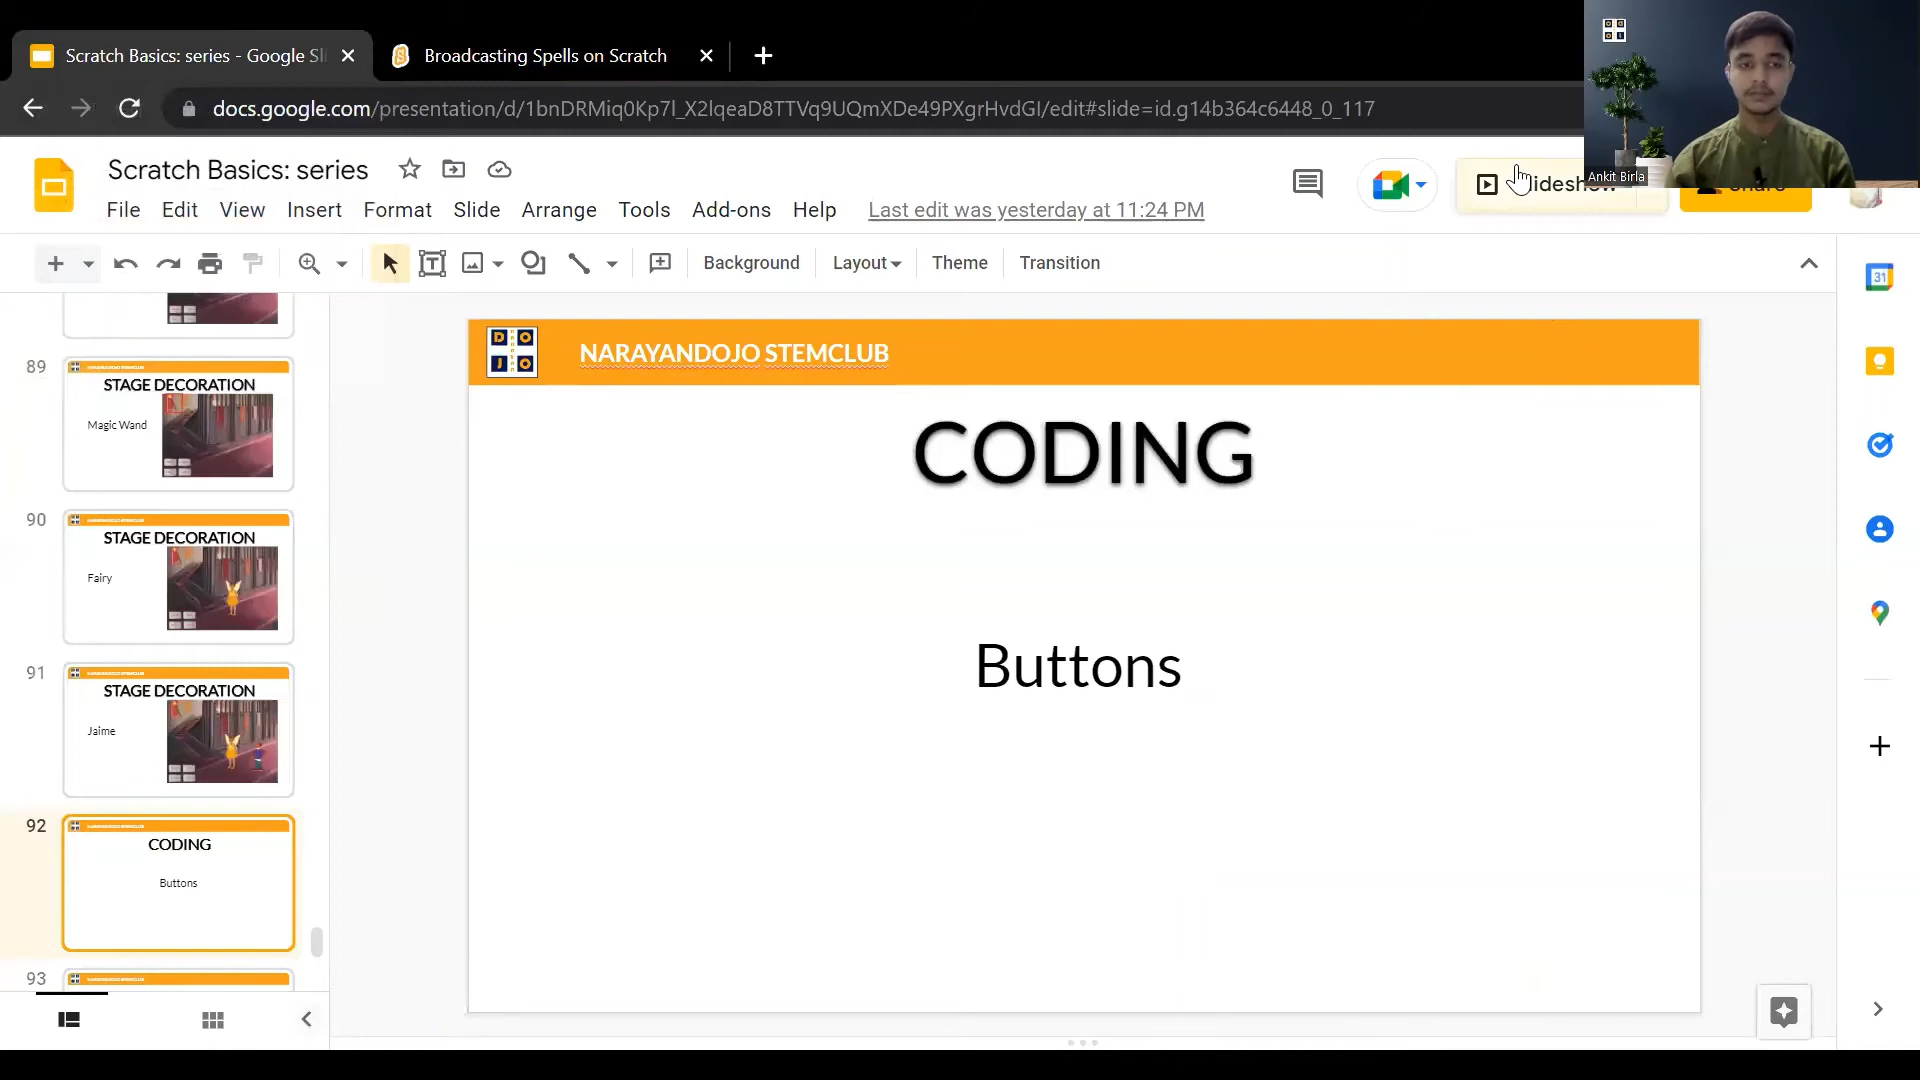 Scratch Basics: series - Google Sl
Broadcasting Spells on Scratch
docs.google.com/presentation/d/1bnDRMiq0Kp7l_X2lqeaD8TTVq9UQmXDe49PXgrHvdGI/edit#slide=id.g14b364c6448_0_117
Ankit Birla
Scratch Basics: series
Slideshow
Share
File Edit View Insert Format Slide Arrange Tools Add-ons Help Last edit was yesterday at 11:24 PM
Background Layout Theme Transition
31
89
STAGE DECORATION
Magic Wand
90
STAGE DECORATION
Fairy
91
STAGE DECORATION
Jaime
92
CODING
Buttons
93
D O
J O
NARAYANDOJO STEMCLUB
CODING
Buttons